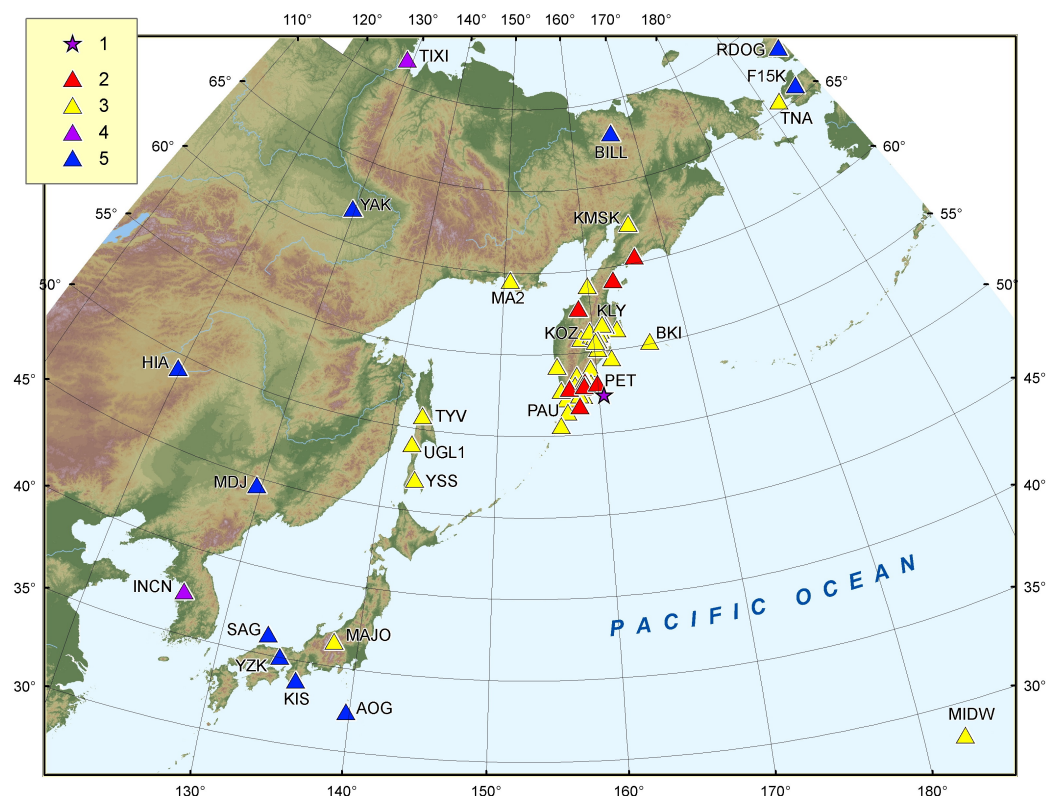 110° 120° 130° 140° 150° 160° 170° 180°
1
2
3
4
5
TIXI
RDOG
F15K
TNA
65°
65°
BILL
60°
60°
YAK
55°
KMSK
55°
50°
MA2
50°
KLY
KOZ
BKI
HIA
45°
PET
45°
PAU
TYV
UGL1
YSS
MDJ
40°
40°
PACIFIC OCEAN
INCN
35°
35°
SAG
MAJO
YZK
KIS
30°
30°
AOG
MIDW
130° 140° 150° 160° 170° 180°